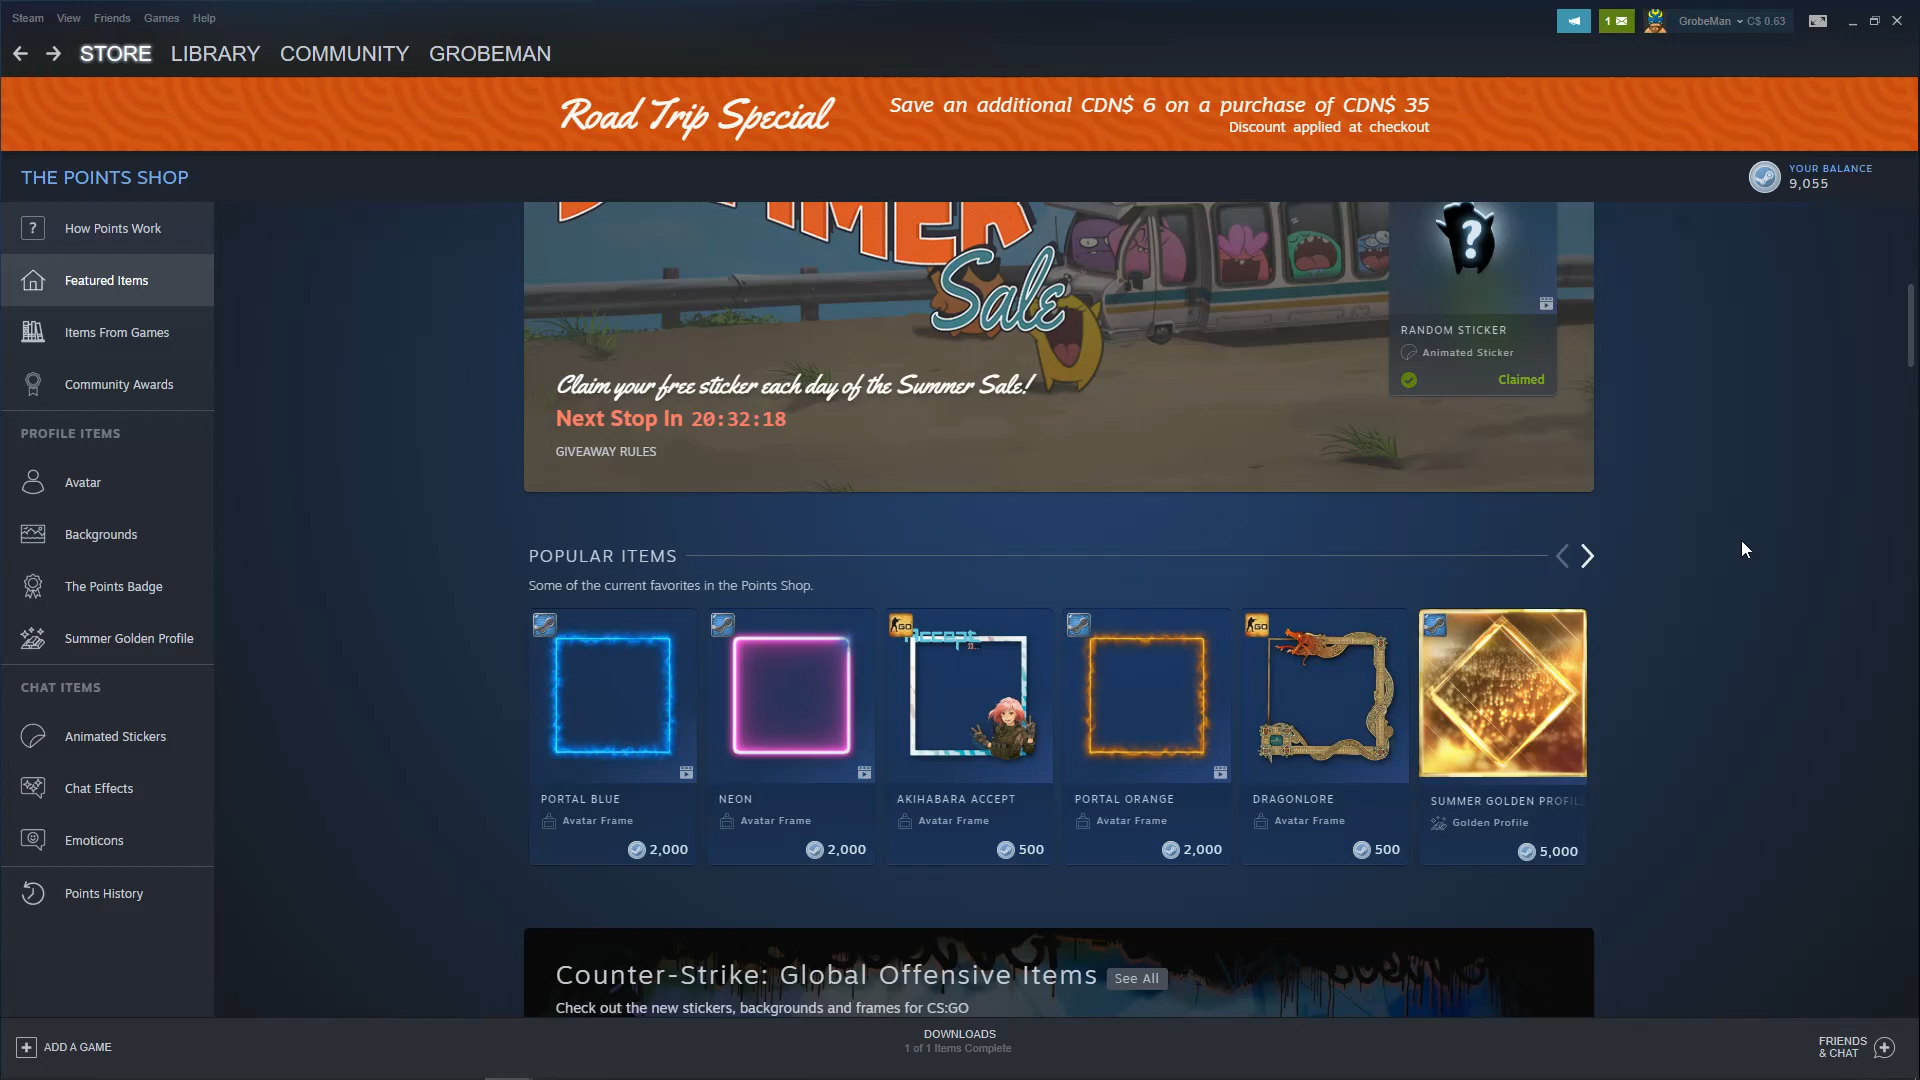 Steam View Friends Games Help
1
GrobeMan C$ 0.63
STORE LIBRARY COMMUNITY GROBEMAN
Road Trip Special
Save an additional CDN$ 6 on a purchase of CDN$ 35
Discount applied at checkout
THE POINTS SHOP
YOUR BALANCE
9,055
How Points Work
Featured Items
Items From Games
Community Awards
PROFILE ITEMS
Avatar
Backgrounds
The Points Badge
Summer Golden Profile
CHAT ITEMS
Animated Stickers
Chat Effects
Emoticons
Points History
Sale
Claim your free sticker each day of the Summer Sale!
Next Stop In 20:32:18
GIVEAWAY RULES
RANDOM STICKER
Animated Sticker
Claimed
POPULAR ITEMS
Some of the current favorites in the Points Shop.
PORTAL BLUE
Avatar Frame
2,000
NEON
Avatar Frame
2,000
GO
Accept
AKIHABARA ACCEPT
Avatar Frame
500
PORTAL ORANGE
Avatar Frame
2,000
GO
DRAGONLORE
Avatar Frame
500
SUMMER GOLDEN PROFIL
Golden Profile
5,000
Counter-Strike: Global Offensive Items See All
Check out the new stickers, backgrounds and frames for CS:GO
ADD A GAME
DOWNLOADS
1 of 1 Items Complete
FRIENDS
& CHAT